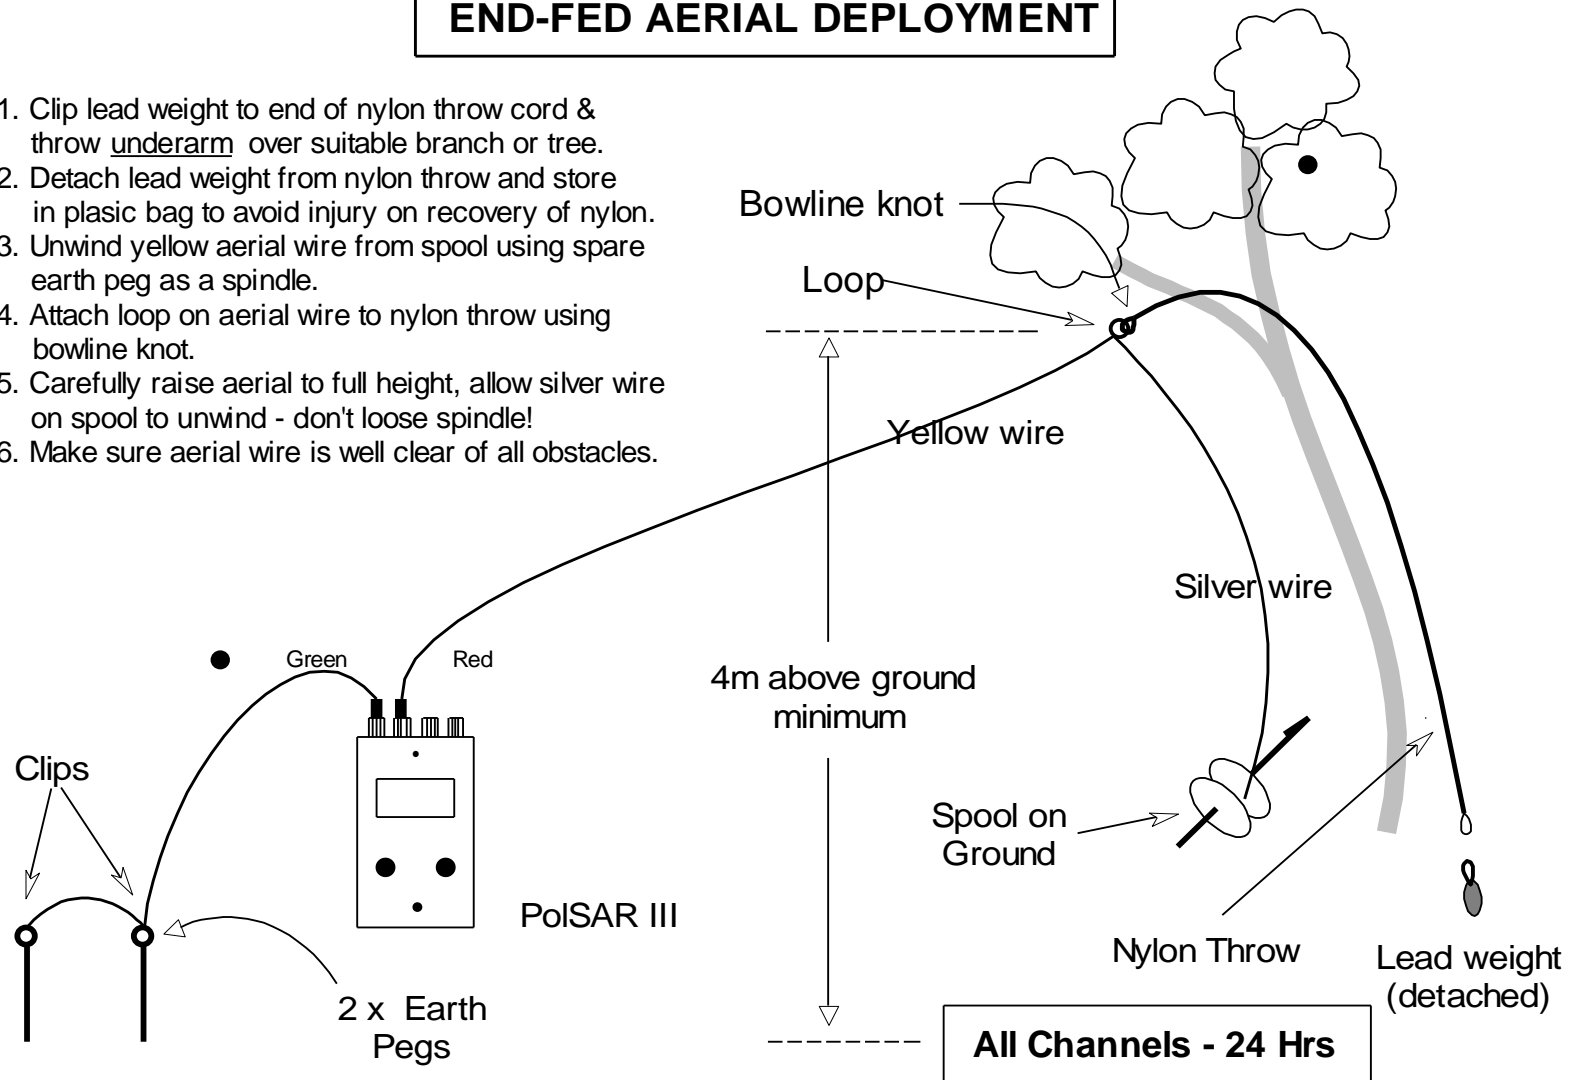 END-FED AERIAL DEPLOYMENT
1. Clip lead weight to end of nylon throw cord &
throw underarm over suitable branch or tree.
2. Detach lead weight from nylon throw and store
in plasic bag to avoid injury on recovery of nylon.
3. Unwind yellow aerial wire from spool using spare
earth peg as a spindle.
4. Attach loop on aerial wire to nylon throw using
bowline knot.
5. Carefully raise aerial to full height, allow silver wire
on spool to unwind - don't loose spindle!
6. Make sure aerial wire is well clear of all obstacles.
Bowline knot
Loop
Yellow wire
Silver wire
Green
Red
4m above ground
minimum
Clips
Spool on
Ground
PolSAR III
Nylon Throw
Lead weight
(detached)
2 x Earth
Pegs
All Channels - 24 Hrs